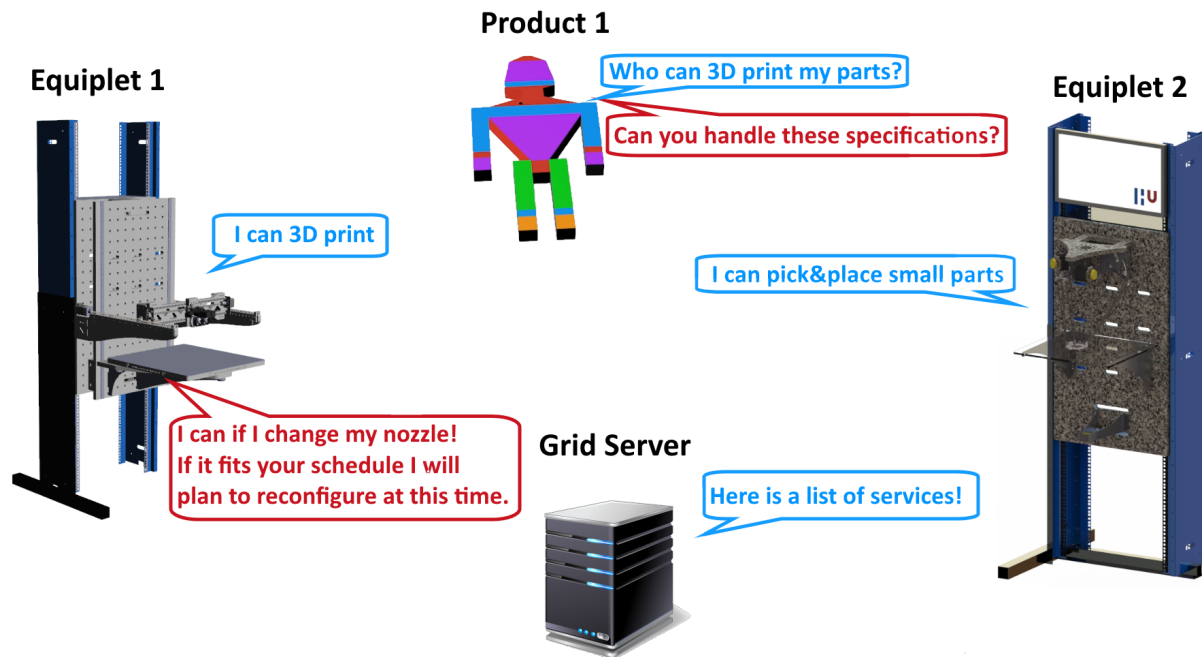 Product 1
Equiplet 1
Who can 3D print my parts?
Equiplet 2
Can you handle these specifications?
HU
I can 3D print
I can pick&place small parts
I can if I change my nozzle!
If it fits your schedule I will
plan to reconfigure at this time.
Grid Server
Here is a list of services!